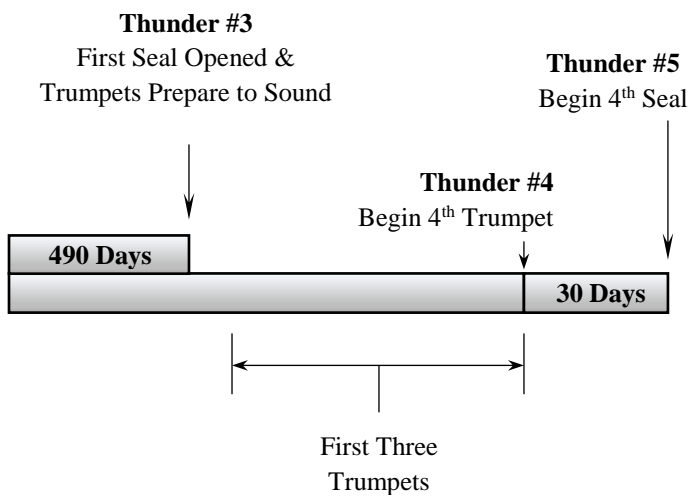 Thunder #3
First Seal Opened &
Trumpets Prepare to Sound
Thunder #5
Begin 4th Seal
Thunder #4
Begin 4th Trumpet
490 Days
30 Days
First Three
Trumpets